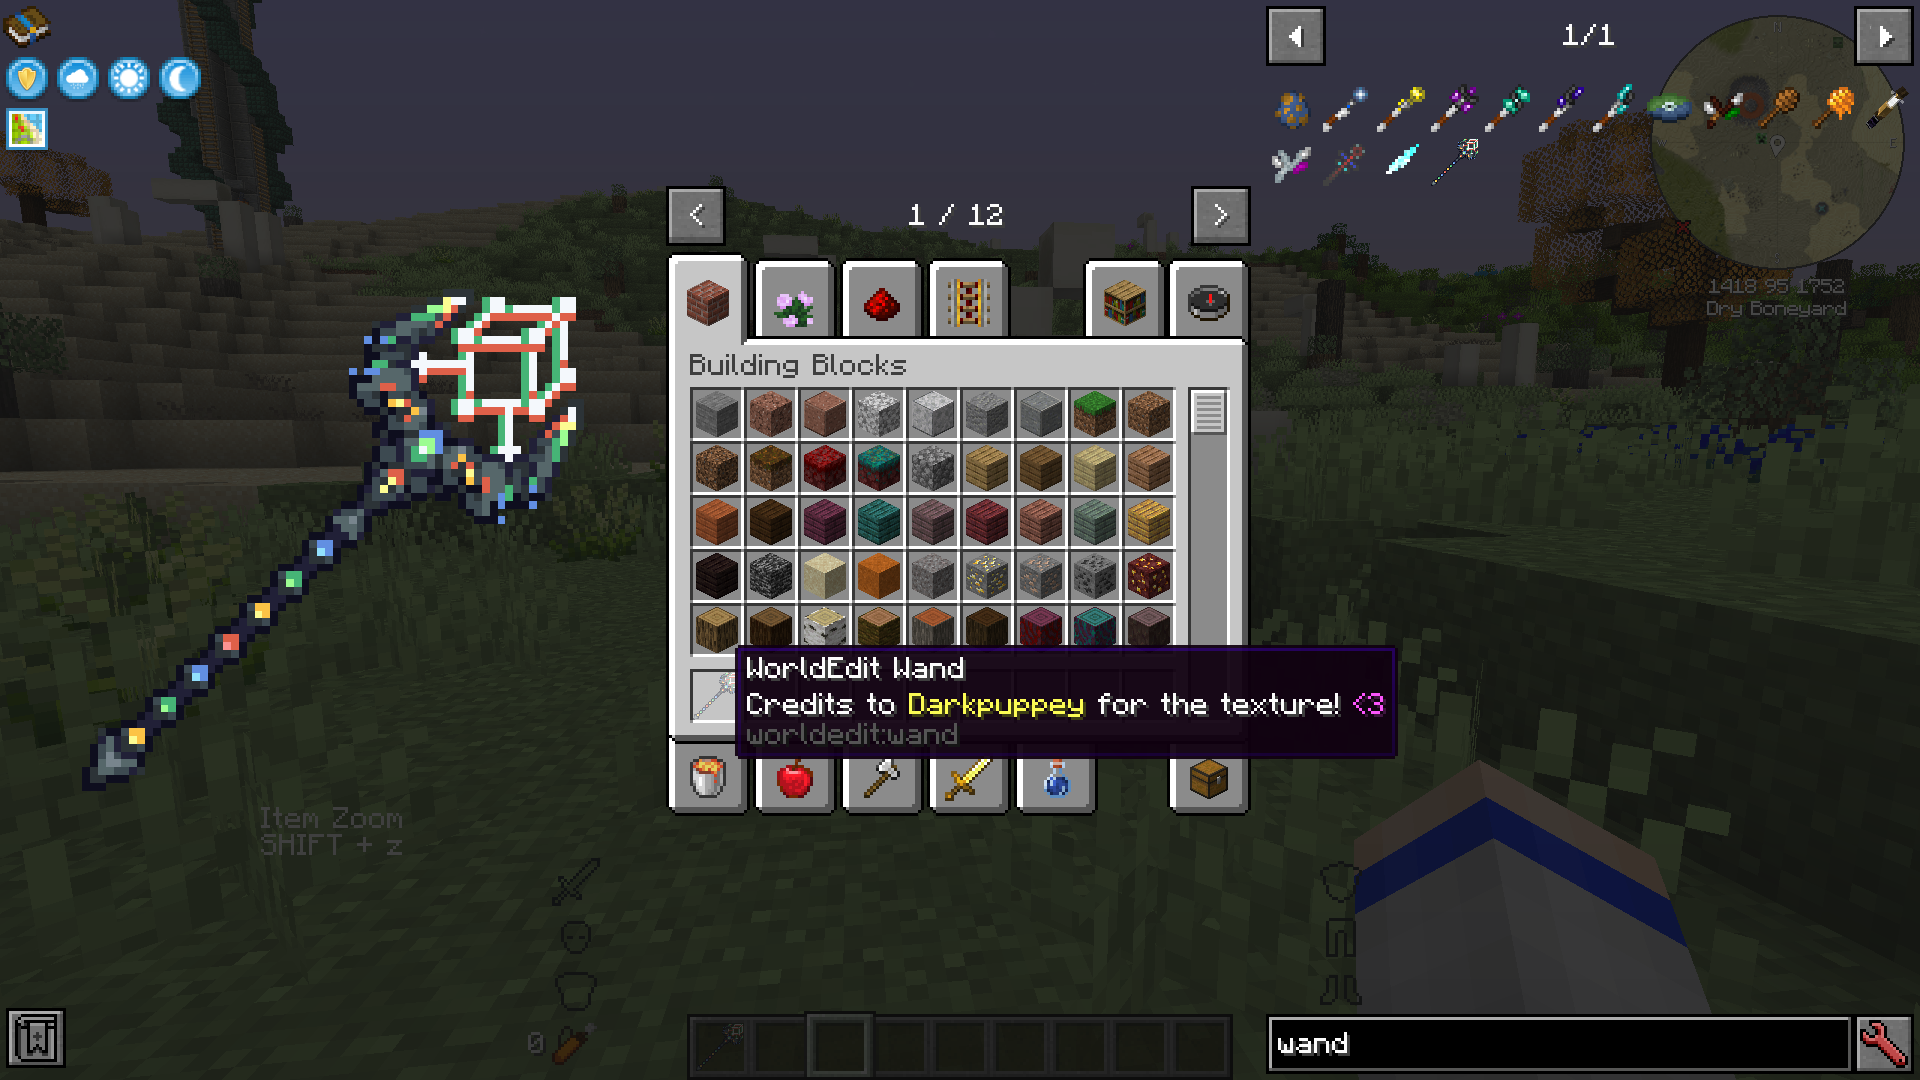 1/1
1 / 12
1418 95 1752
Dry Boneyard
Building Blocks
WorldEdit Wand
Credits to Darkpuppey for the texture! <3
worldedit:wand
Item Zoom
SHIFT + z
0
wand